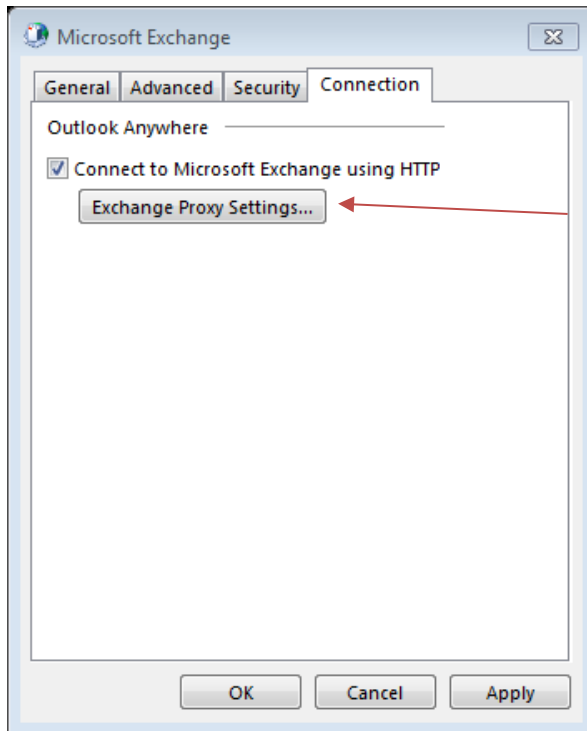 Microsoft Exchange
General Advanced Security Connection
Outlook Anywhere
Connect to Microsoft Exchange using HTTP
Exchange Proxy Settings...
OK Cancel Apply